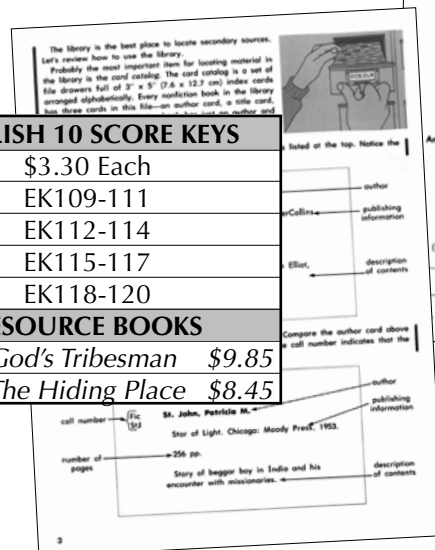 The library is the best place to locate secondary sources.
Let's review how to use the library.
Probably the most important item for locating material in
the library is the card catalog. The card catalog is a set of
file drawers full of 3" x 5" (7.6 x 12.7 cm) index cards
arranged alphabetically. Every nonfiction book in the library
has three cards in this file—an author card, a title card,
LISH 10 SCORE KEYS
$3.30 Each
EK109-111
EK112-114
EK115-117
EK118-120
SOURCE BOOKS
God's Tribesman $9.85
The Hiding Place $8.45
listed at the top. Notice the
author
erCollins
publishing
information
Elliot,
description
of contents
Compare the author card above
call number indicates that the
author
call number
Fic
StJ
St. John, Patricia M.
publishing
information
Star of Light. Chicago: Moody Press, 1953.
number of
pages
256 pp.
Story of beggar boy in India and his
encounter with missionaries.
description
of contents
3